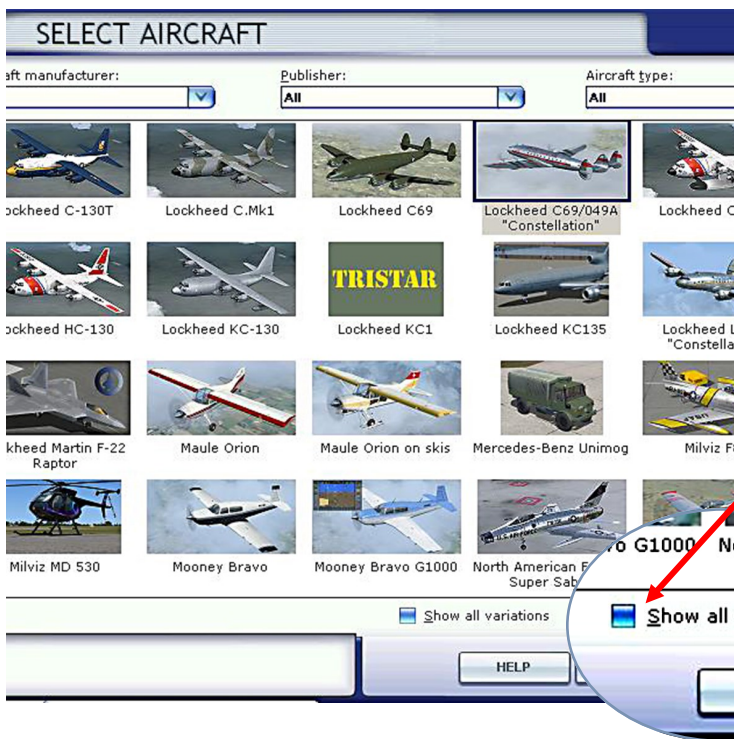 SELECT AIRCRAFT
aft manufacturer:
Publisher:
Aircraft type:
All
All
ockheed C-130T
Lockheed C.Mk1
Lockheed C69
Lockheed C69/049A
"Constellation"
Lockheed C
ockheed HC-130
Lockheed KC-130
TRISTAR
Lockheed KC1
Lockheed KC135
Lockheed L
"Constella
kheed Martin F-22
Raptor
Maule Orion
Maule Orion on skis
Mercedes-Benz Unimog
Milviz F8
Milviz MD 530
Mooney Bravo
Mooney Bravo G1000
North American F
Super Sab
vo G1000
No
Show all variations
Show all
HELP